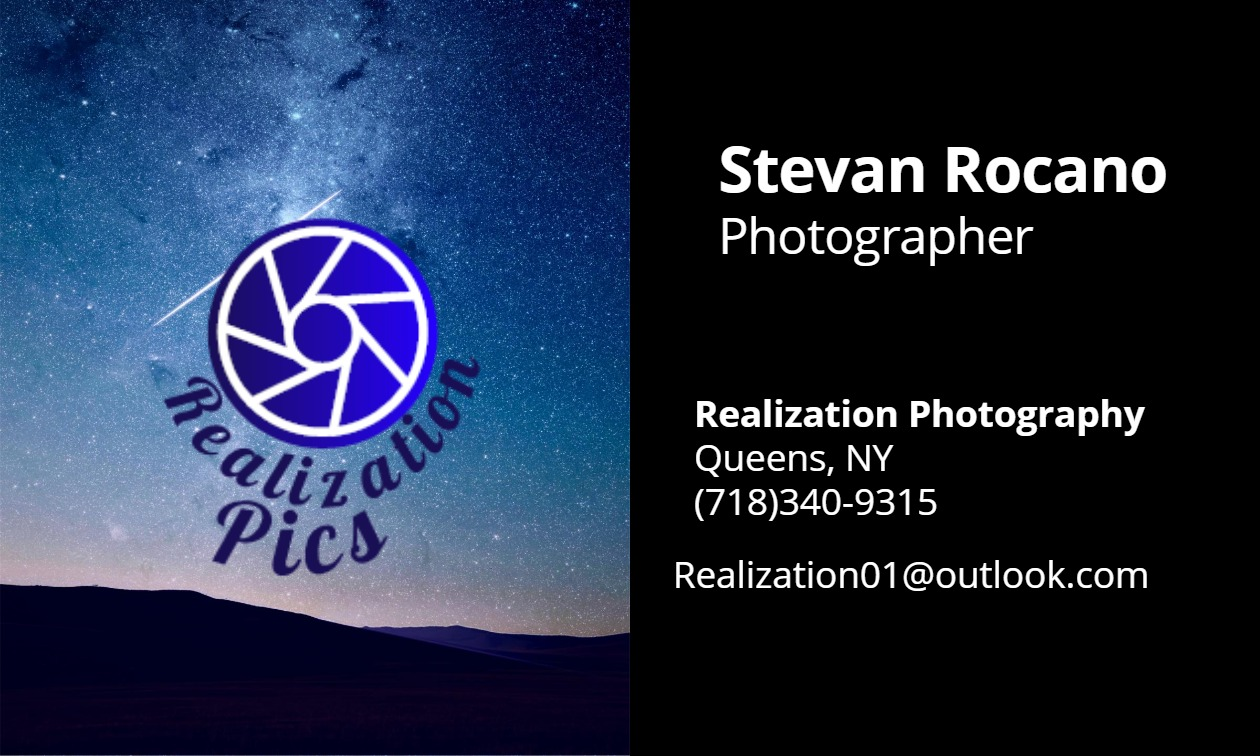 Realization
Pics
Stevan Rocano
Photographer
Realization Photography
Queens, NY
(718)340-9315
Realization01@outlook.com